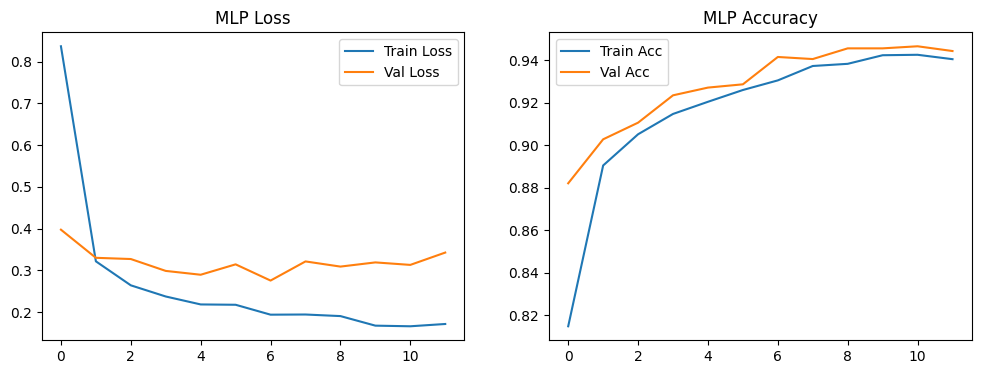 MLP Loss
Train Loss
Val Loss
0.8
0.7
0.6
0.5
0.4
0.3
0.2
0 2 4 6 8 10
MLP Accuracy
Train Acc
Val Acc
0.94
0.92
0.90
0.88
0.86
0.84
0.82
0 2 4 6 8 10